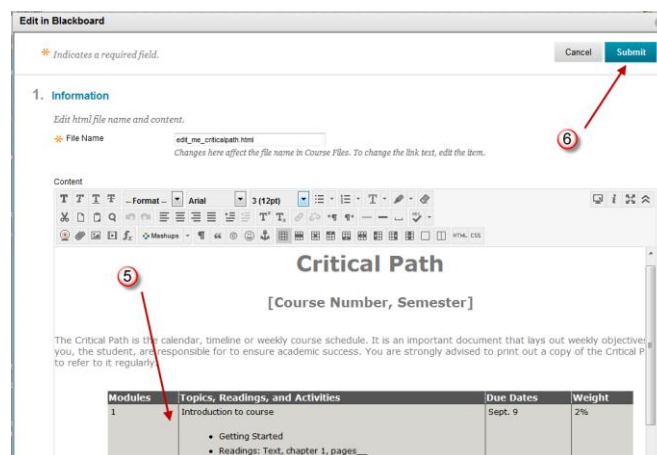 Edit in Blackboard
* Indicates a required field.
Cancel
Submit
6
1. Information
Edit html file name and content.
* File Name
edit_me_criticalpath.html
Changes here affect the file name in Course Files. To change the link text, edit the item.
Content
T T T T -- Format -- Arial 3 (12pt)
Mashups HTML CSS
5
Critical Path
[Course Number, Semester]
The Critical Path is the calendar, timeline or weekly course schedule. It is an important document that lays out weekly objective
you, the student, are responsible for to ensure academic success. You are strongly advised to print out a copy of the Critical P
to refer to it regularly.
Modules Topics, Readings, and Activities Due Dates Weight
1 Introduction to course Sept. 9 2%
• Getting Started
• Readings: Text, chapter 1, pages__